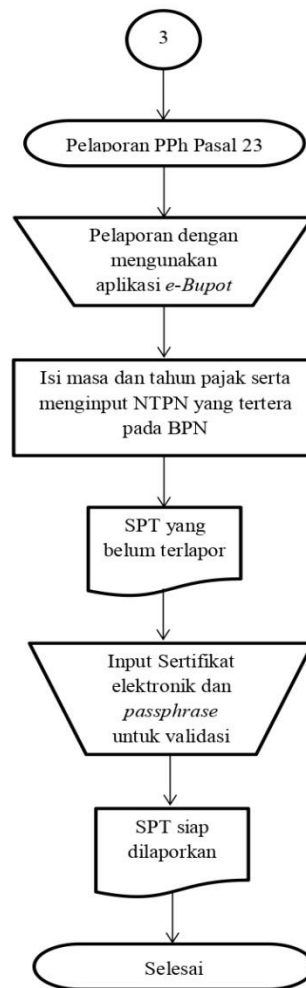 3
Pelaporan PPh Pasal 23
Pelaporan dengan
mengunakan
aplikasi e-Bupot
Isi masa dan tahun pajak serta
menginput NTPN yang tertera
pada BPN
SPT yang
belum terlapor
Input Sertifikat
elektronik dan
passphrase
untuk validasi
SPT siap
dilaporkan
Selesai